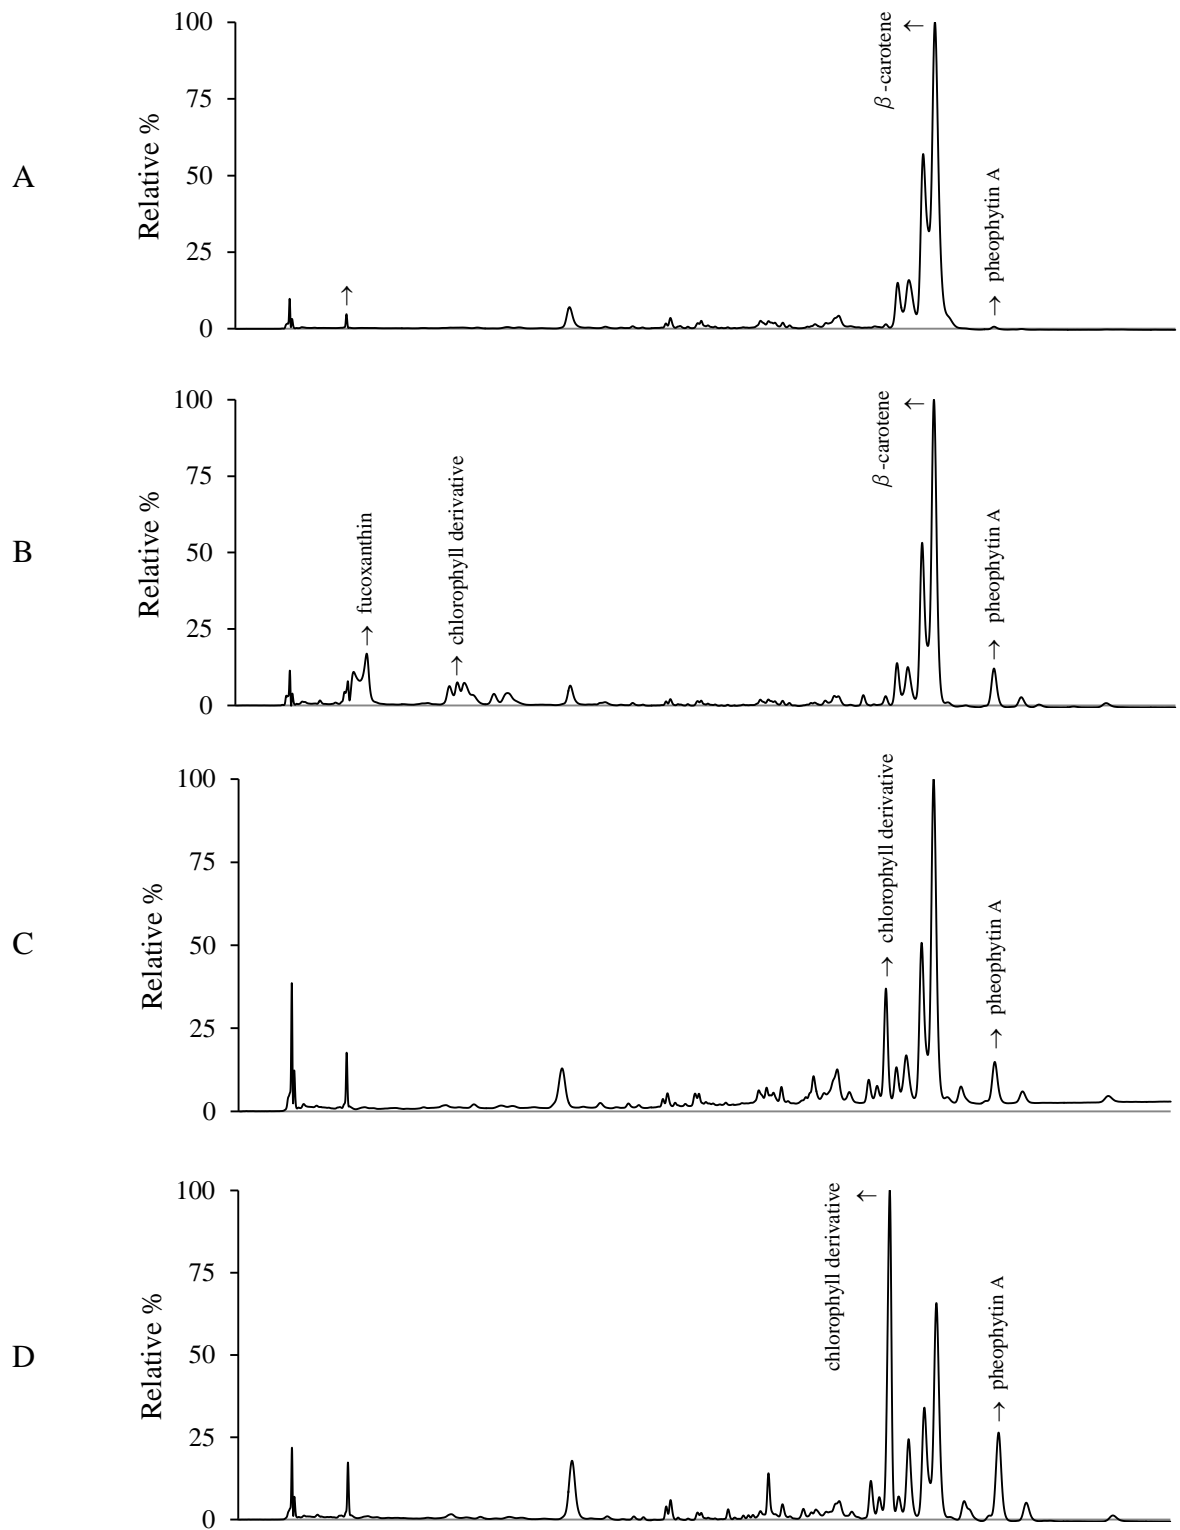 A
Relative %
100
75
50
25
0
↑
β-carotene ←
→ pheophytin A
B
Relative %
100
75
50
25
0
→ fucoxanthin
→ chlorophyll derivative
β-carotene ←
→ pheophytin A
C
Relative %
100
75
50
25
0
→ chlorophyll derivative
→ pheophytin A
D
Relative %
100
75
50
25
0
chlorophyll derivative ←
→ pheophytin A